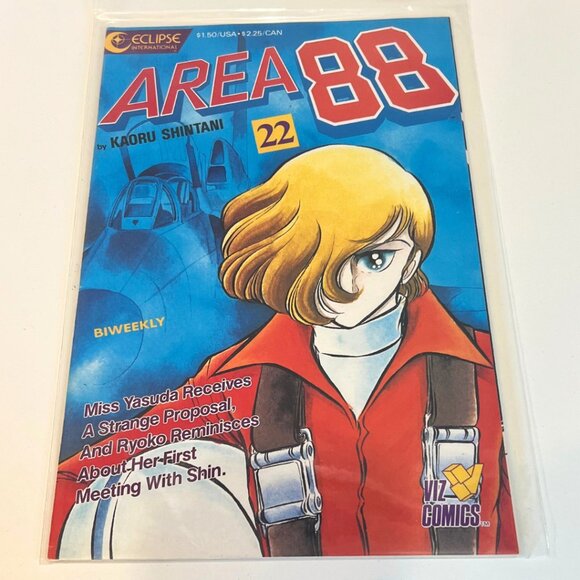 ECLIPSE
INTERNATIONAL
$1.50/USA • $2.25/CAN
AREA 88
by KAORU SHINTANI
22
BIWEEKLY
Miss Yasuda Receives
A Strange Proposal,
And Ryoko Reminisces
About Her First
Meeting With Shin.
VIZ
COMICS™